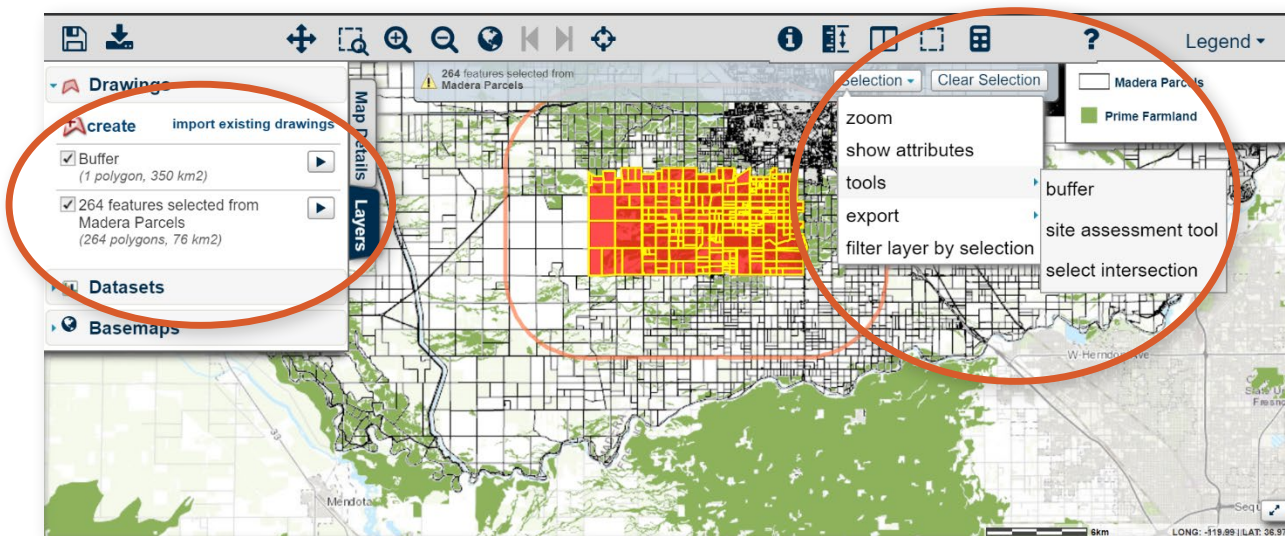 Legend
Drawings
create import existing drawings
Buffer
(1 polygon, 350 km2)
264 features selected from
Madera Parcels
(264 polygons, 76 km2)
Datasets
Basemaps
Map Details
Layers
264 features selected from
Madera Parcels
Selection
Clear Selection
zoom
show attributes
tools
export
filter layer by selection
buffer
site assessment tool
select intersection
Madera Parcels
Prime Farmland
W Herndon Ave
33
Mendota
6km
LONG: -119.99 | LAT: 36.97